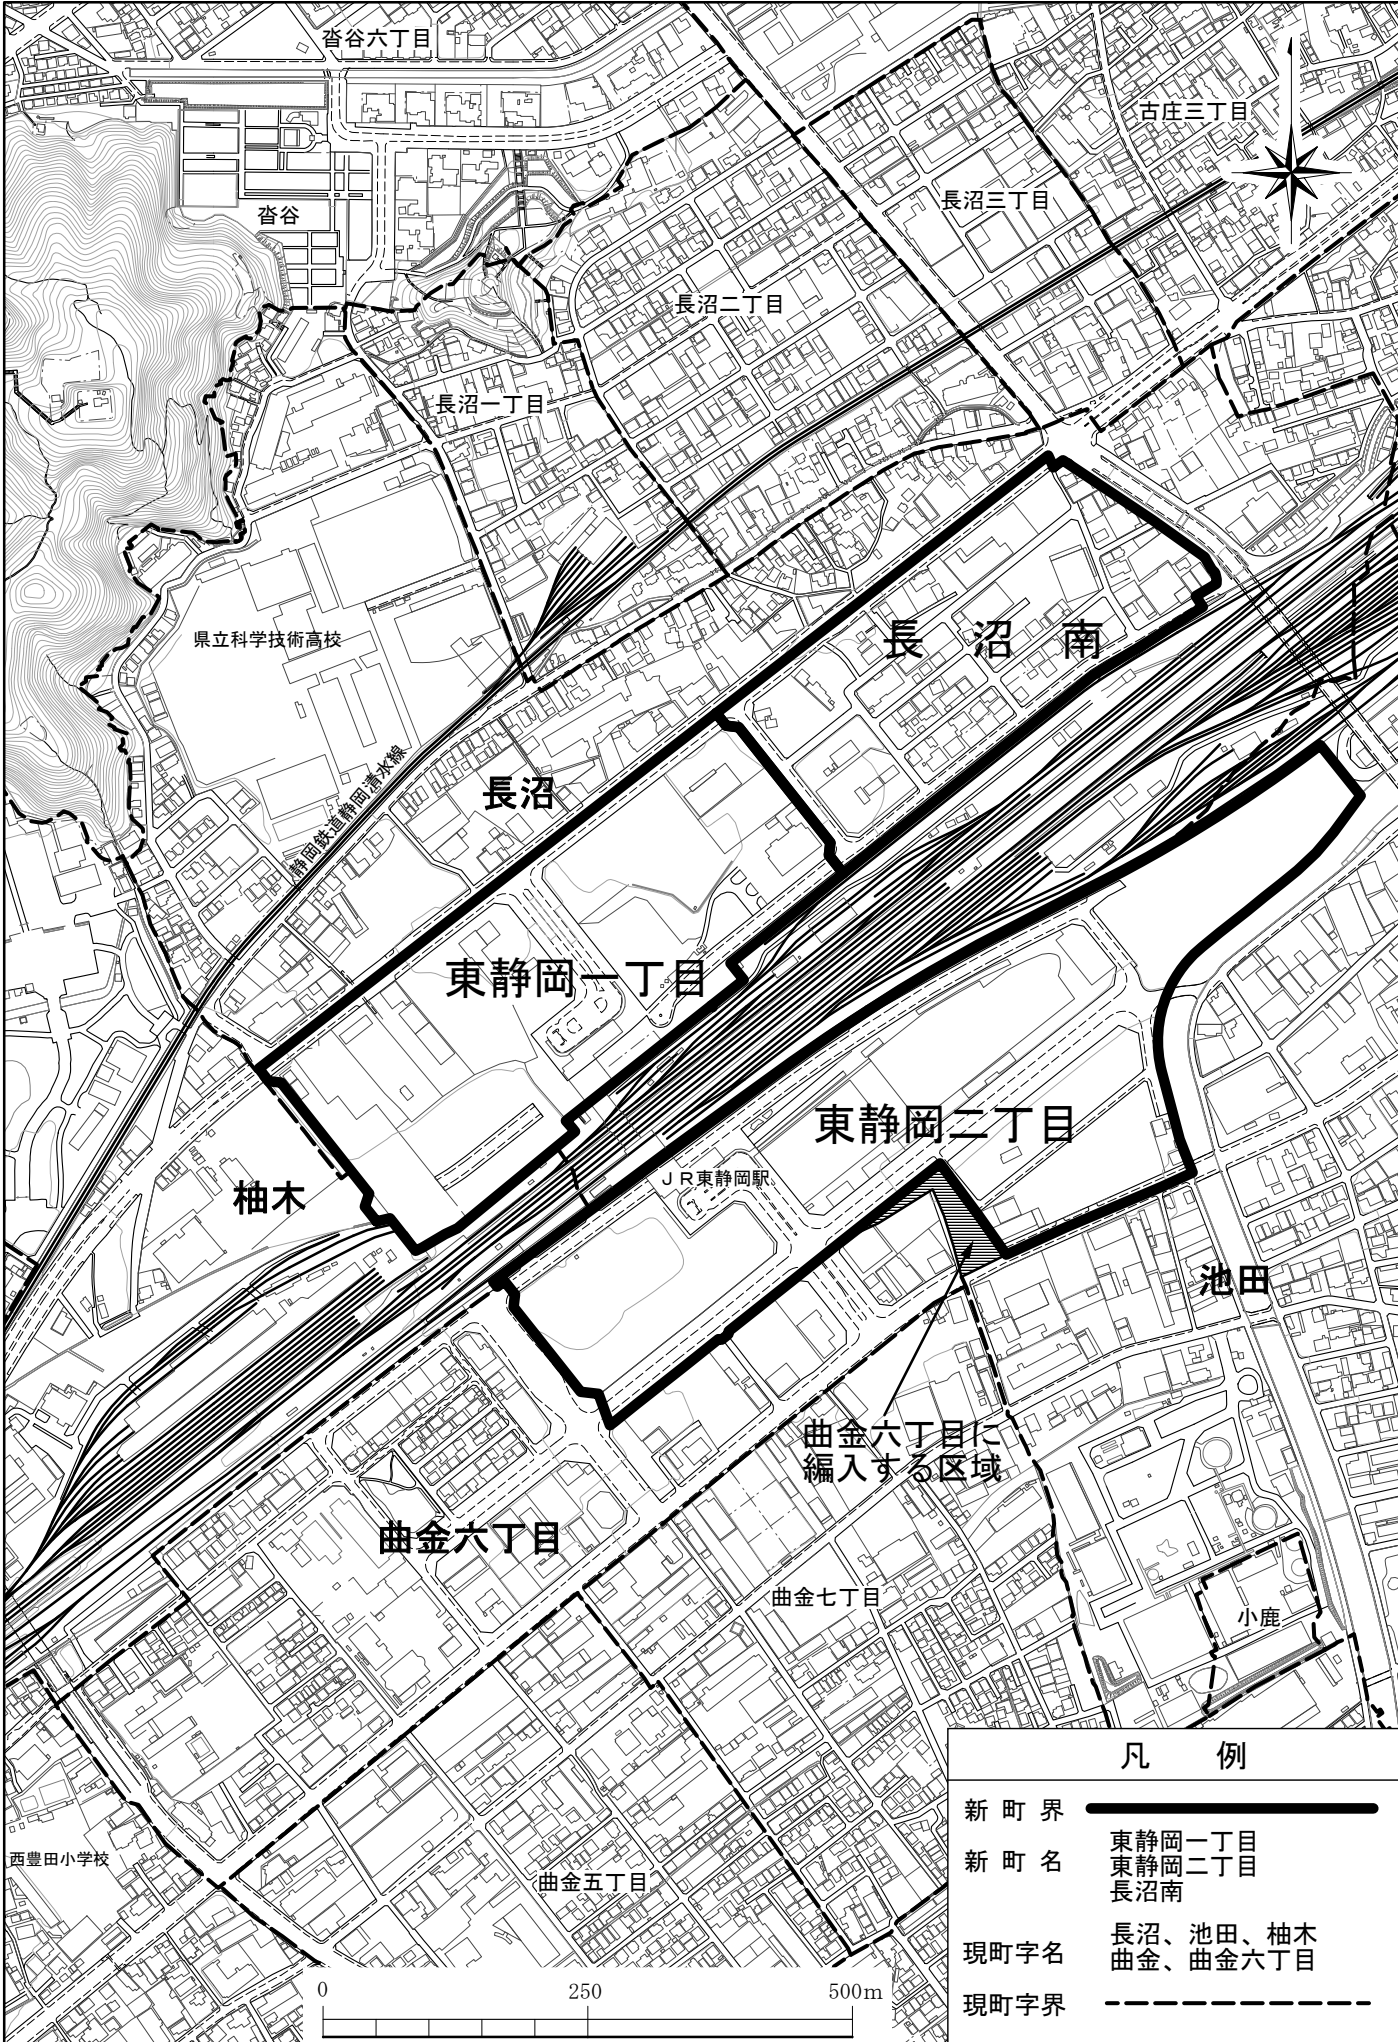 沓谷六丁目
古庄三丁目
長沼三丁目
沓谷
長沼二丁目
長沼一丁目
県立科学技術高校
長 沼 南
長沼
静岡鉄道静岡清水線
東静岡一丁目
東静岡二丁目
JR東静岡駅
柚木
池田
曲金六丁目に
編入する区域
曲金六丁目
曲金七丁目
小鹿
西豊田小学校
曲金五丁目
0 250 500m
凡 例
新 町 界
新 町 名
東静岡一丁目
東静岡二丁目
長沼南
現町字名
長沼、池田、柚木
曲金、曲金六丁目
現町字界